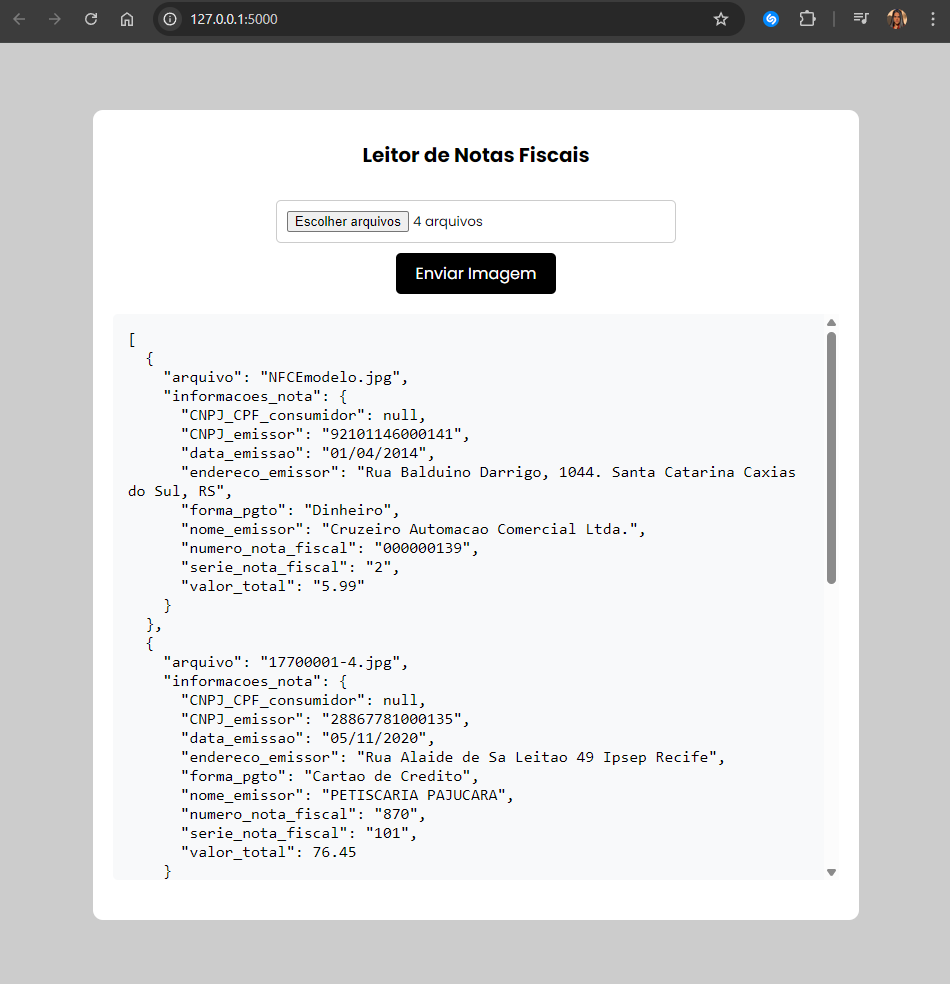 127.0.0.1:5000
Leitor de Notas Fiscais
Escolher arquivos 4 arquivos
Enviar Imagem
[
  {
    "arquivo": "NFCEmodelo.jpg",
    "informacoes_nota": {
      "CNPJ_CPF_consumidor": null,
      "CNPJ_emissor": "92101146000141",
      "data_emissao": "01/04/2014",
      "endereco_emissor": "Rua Balduino Darrigo, 1044. Santa Catarina Caxias
do Sul, RS",
      "forma_pgto": "Dinheiro",
      "nome_emissor": "Cruzeiro Automacao Comercial Ltda.",
      "numero_nota_fiscal": "000000139",
      "serie_nota_fiscal": "2",
      "valor_total": "5.99"
    }
  },
  {
    "arquivo": "17700001-4.jpg",
    "informacoes_nota": {
      "CNPJ_CPF_consumidor": null,
      "CNPJ_emissor": "28867781000135",
      "data_emissao": "05/11/2020",
      "endereco_emissor": "Rua Alaide de Sa Leitao 49 Ipsep Recife",
      "forma_pgto": "Cartao de Credito",
      "nome_emissor": "PETISCARIA PAJUCARA",
      "numero_nota_fiscal": "870",
      "serie_nota_fiscal": "101",
      "valor_total": 76.45
    }